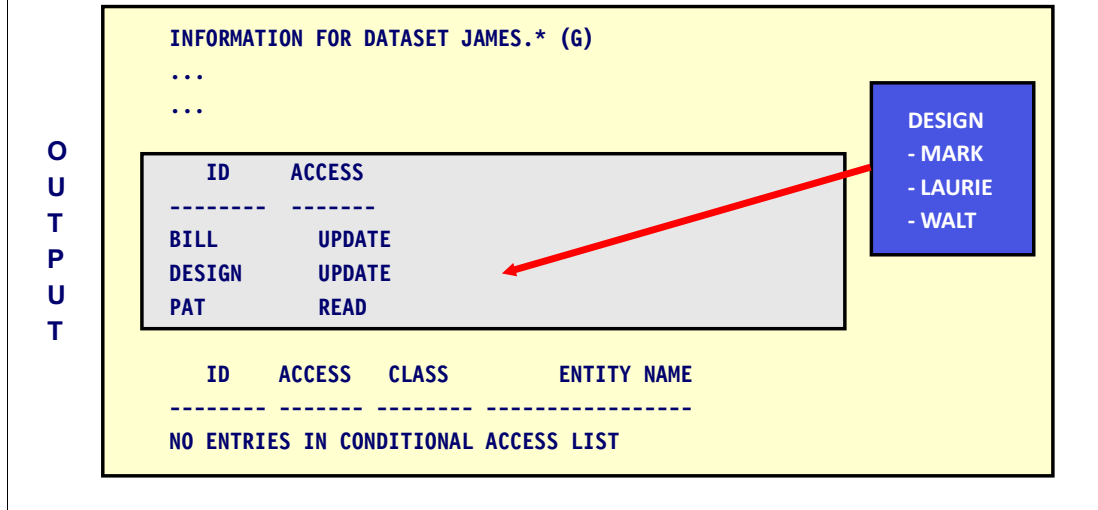 O
U
T
P
U
T
INFORMATION FOR DATASET JAMES.* (G)
...
...
ID ACCESS
-------- -------
BILL UPDATE
DESIGN UPDATE
PAT READ
ID ACCESS CLASS ENTITY NAME
-------- ------- -------- -----------------
NO ENTRIES IN CONDITIONAL ACCESS LIST
DESIGN
- MARK
- LAURIE
- WALT